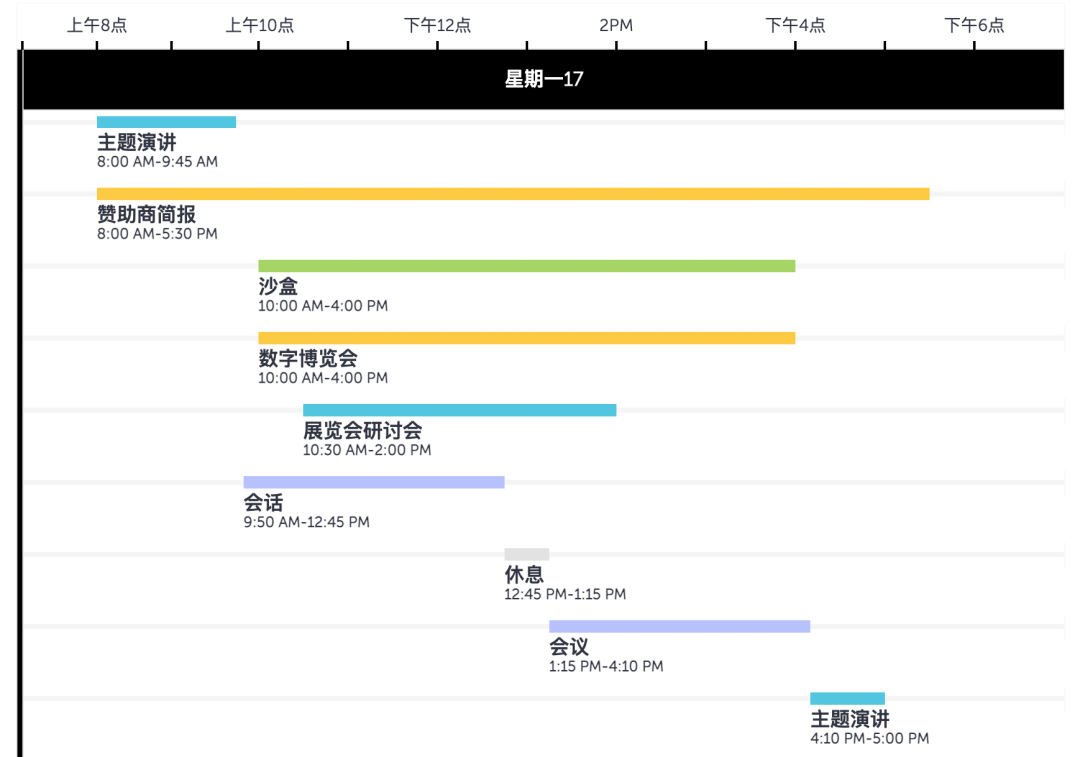 上午8点 上午10点 下午12点 2PM 下午4点 下午6点
星期一17
主题演讲
8:00 AM-9:45 AM
赞助商简报
8:00 AM-5:30 PM
沙盒
10:00 AM-4:00 PM
数字博览会
10:00 AM-4:00 PM
展览会研讨会
10:30 AM-2:00 PM
会话
9:50 AM-12:45 PM
休息
12:45 PM-1:15 PM
会议
1:15 PM-4:10 PM
主题演讲
4:10 PM-5:00 PM